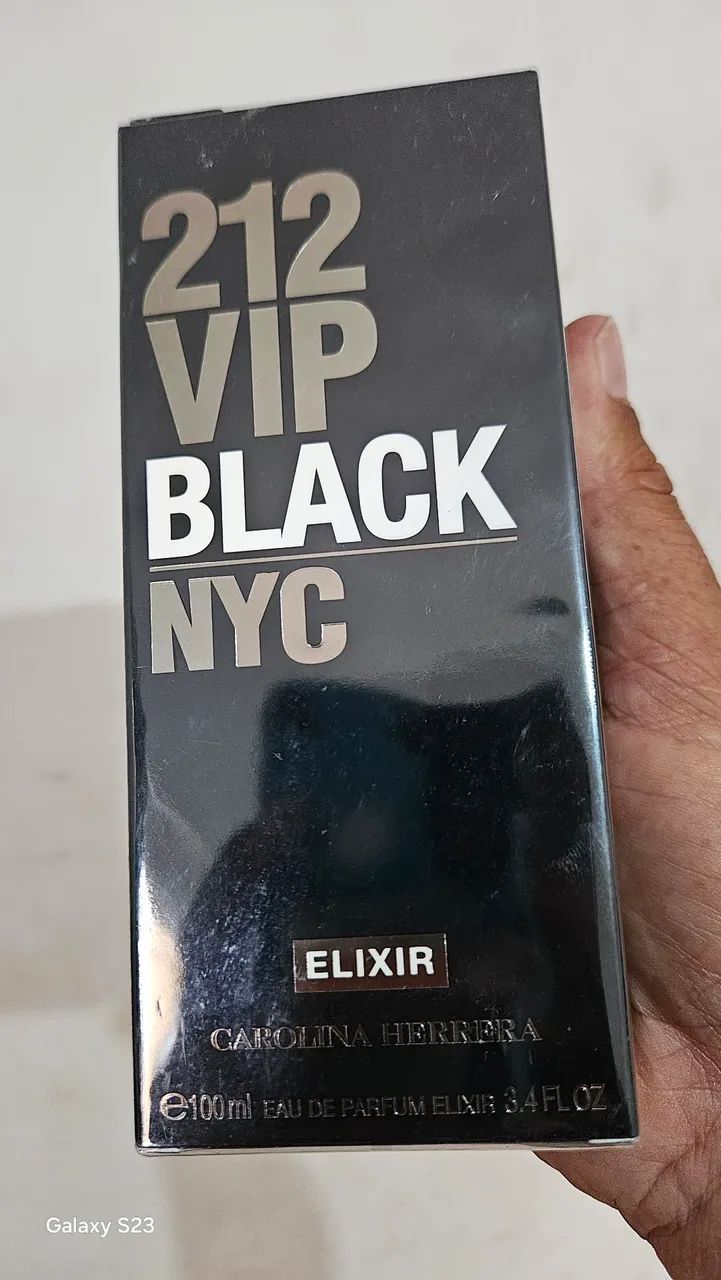 212
VIP
BLACK
NYC
ELIXIR
CAROLINA HERRERA
℮100ml EAU DE PARFUM ELIXIR 3.4 FL OZ
Galaxy S23